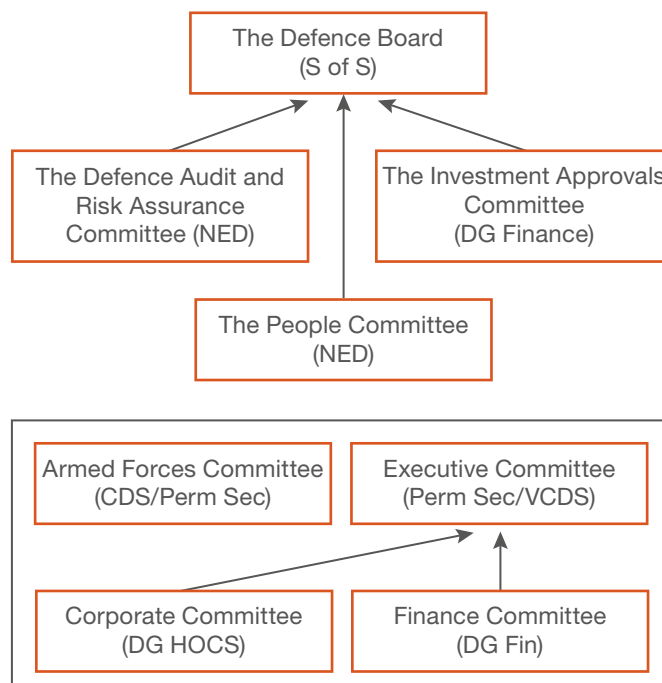 The Defence Board
(S of S)
The Defence Audit and
Risk Assurance
Committee (NED)
The Investment Approvals
Committee
(DG Finance)
The People Committee
(NED)
Armed Forces Committee
(CDS/Perm Sec)
Executive Committee
(Perm Sec/VCDS)
Corporate Committee
(DG HOCS)
Finance Committee
(DG Fin)